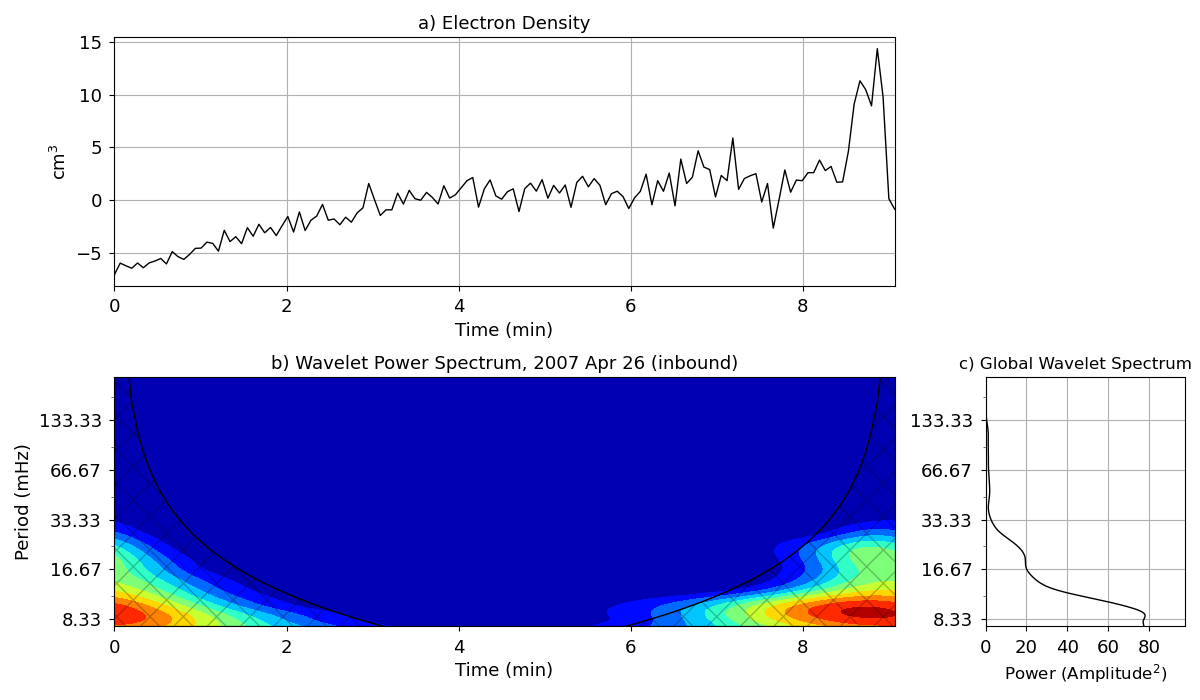 a) Electron Density
15
10
5
0
−5
cm³
0 2 4 6 8
Time (min)
b) Wavelet Power Spectrum, 2007 Apr 26 (inbound)
133.33
66.67
33.33
16.67
8.33
Period (mHz)
0 2 4 6 8
Time (min)
c) Global Wavelet Spectrum
133.33
66.67
33.33
16.67
8.33
0 20 40 60 80
Power (Amplitude²)